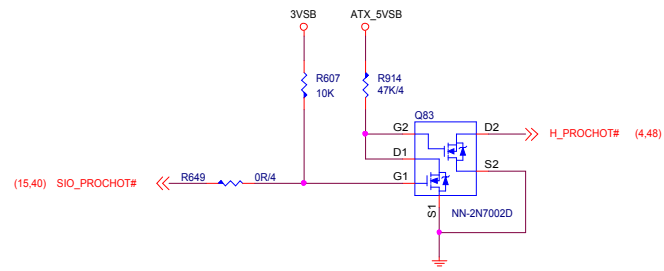 3VSB ATX_5VSB
R607
10K
R914
47K/4
Q83
G2 D2
H_PROCHOT# (4,48)
D1 S2
(15,40) SIO_PROCHOT#
R649 0R/4
G1
S1
NN-2N7002D